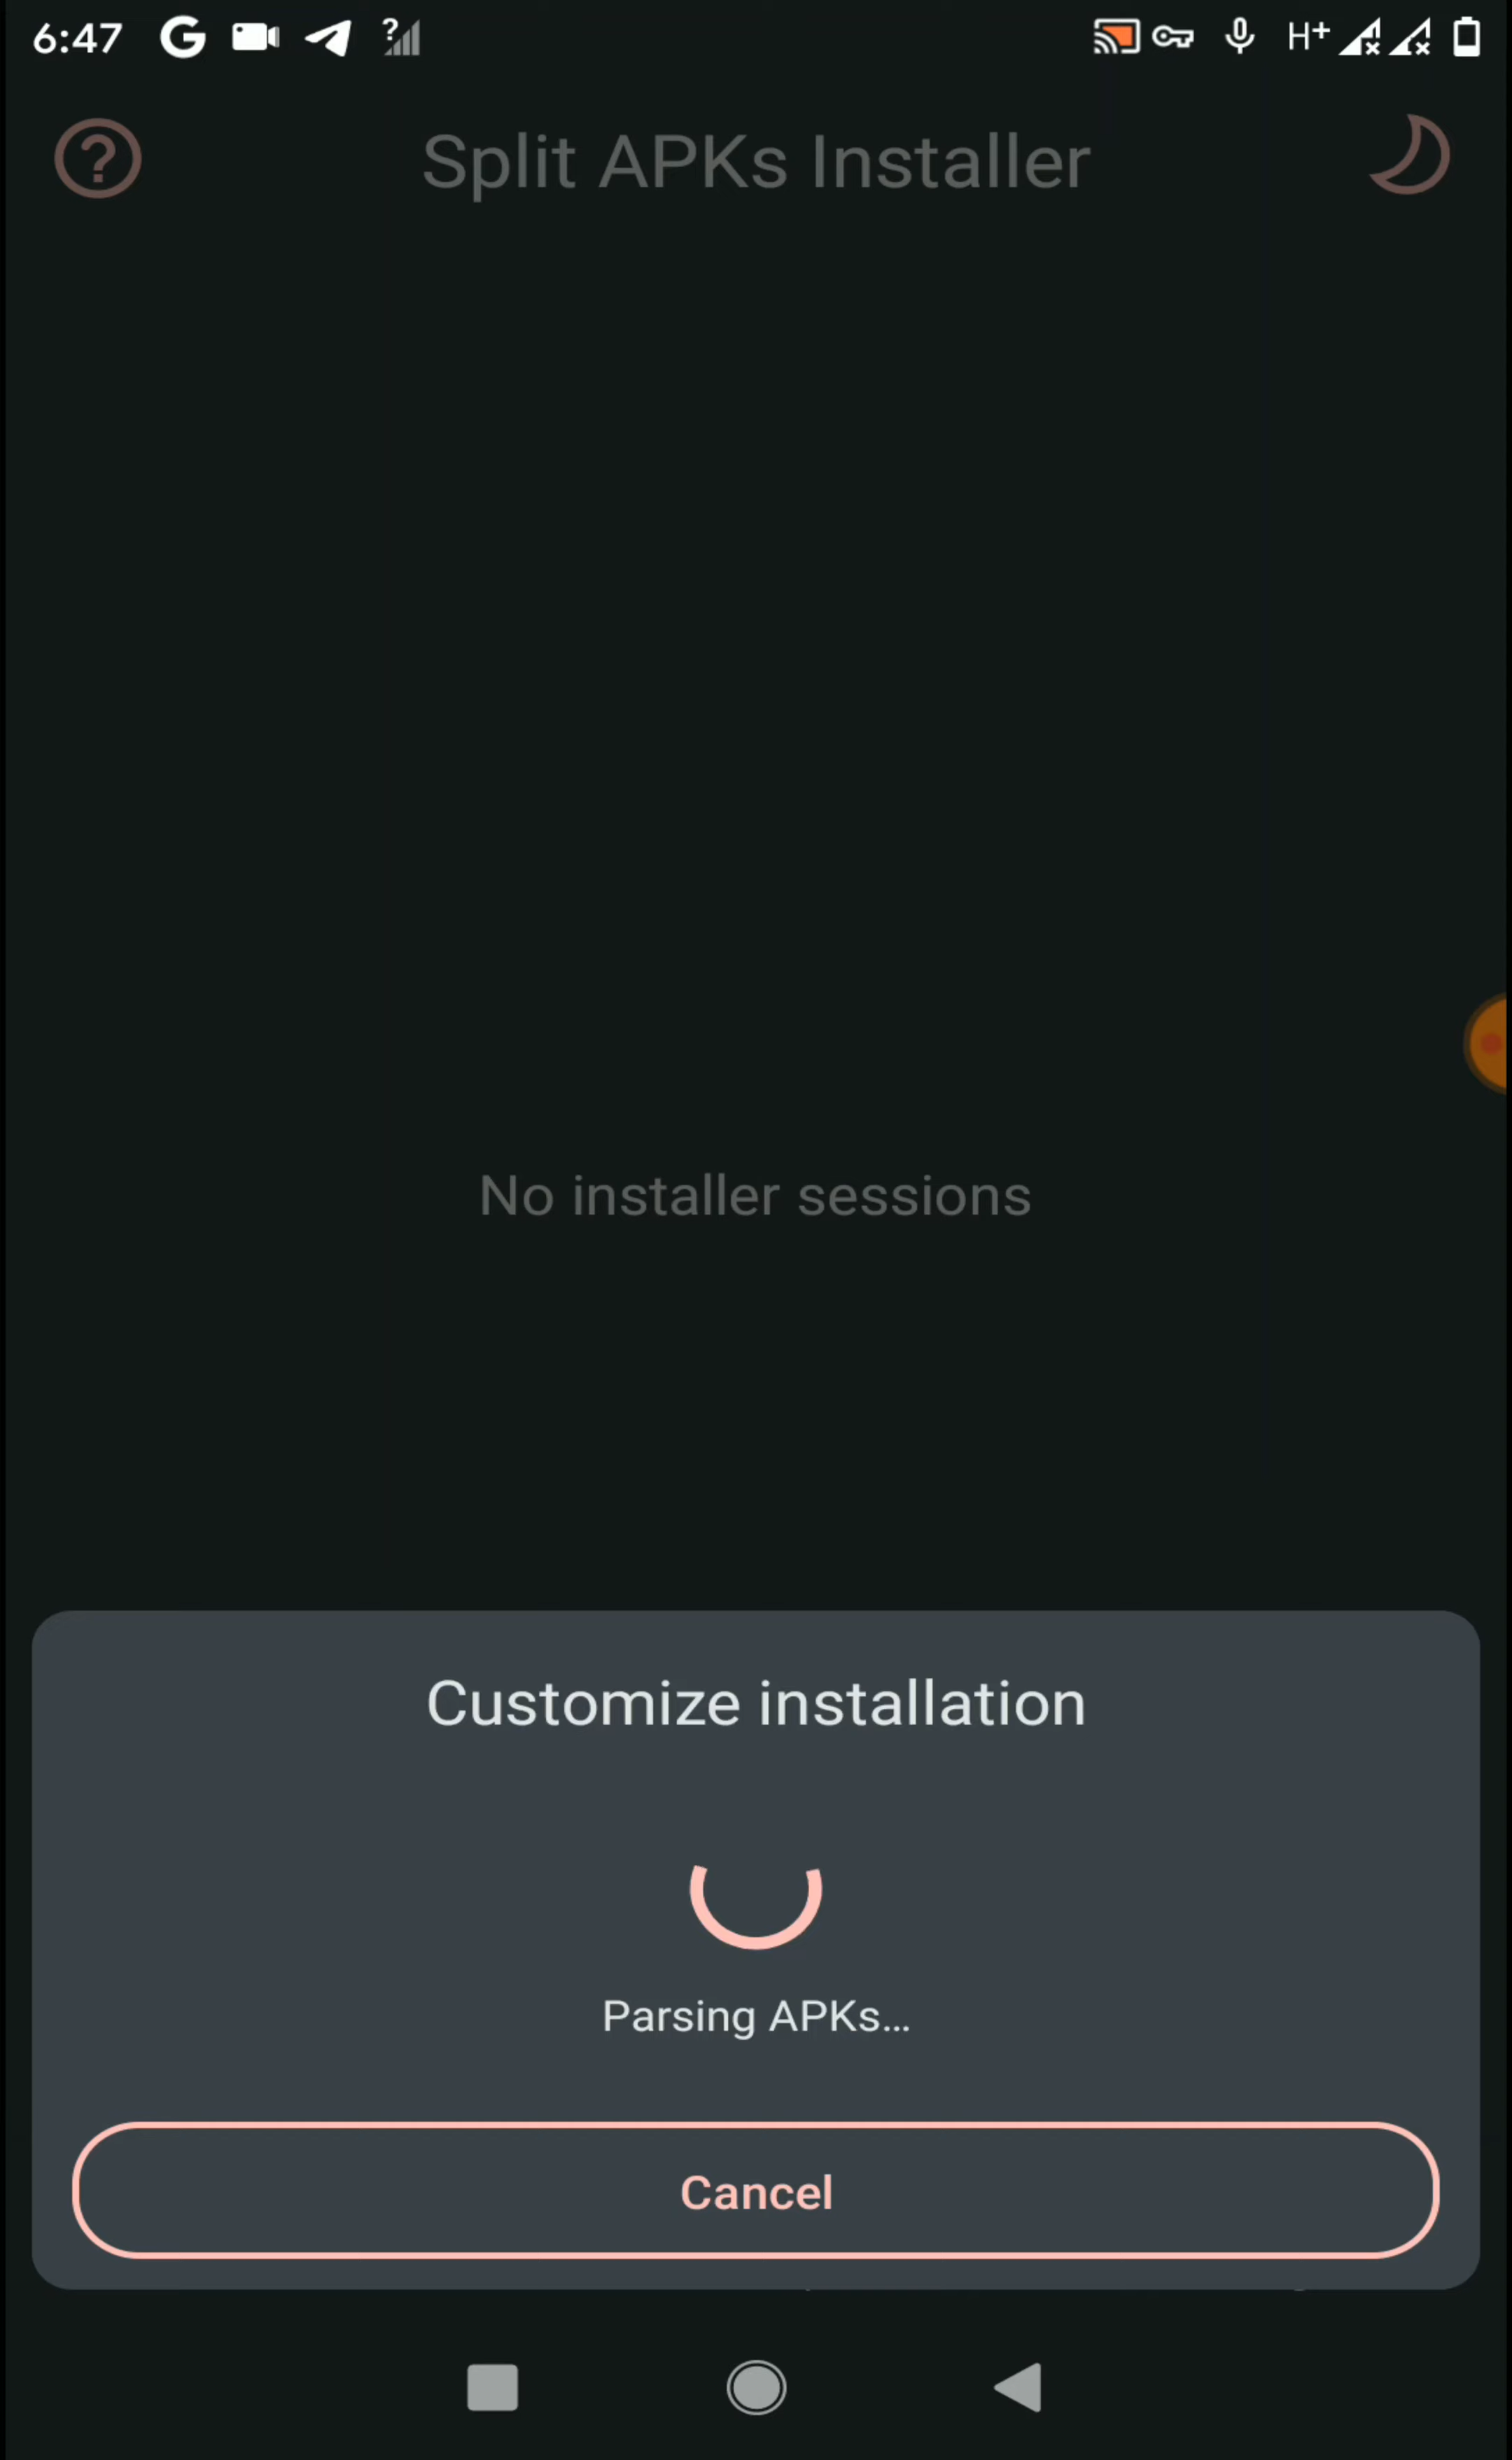 6:47 G ? H+
Split APKs Installer
No installer sessions
Customize installation
Parsing APKs...
Cancel